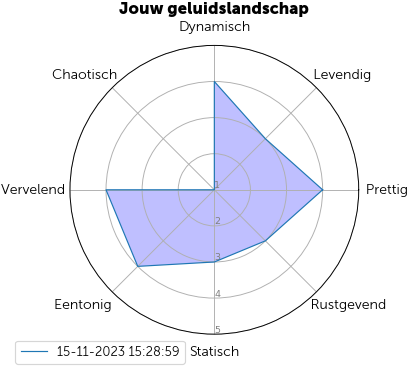 Jouw geluidslandschap
Dynamisch
Chaotisch
Levendig
Vervelend
1
Prettig
2
3
Eentonig
4
Rustgevend
5
15-11-2023 15:28:59
Statisch